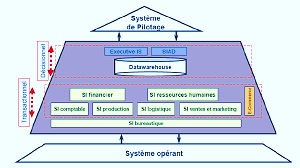 Système
de Pilotage
Décisionnel
Executive IS
SIAD
Datawarehouse
Transactionnel
SI financier
SI ressources humaines
SI comptable
SI production
SI logistique
SI ventes et marketing
E-Commerce
SI bureautique
Système opérant